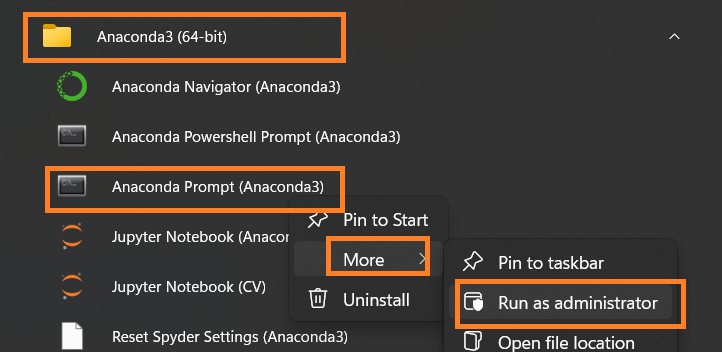 Anaconda3 (64-bit)
Anaconda Navigator (Anaconda3)
Anaconda Powershell Prompt (Anaconda3)
Anaconda Prompt (Anaconda3)
Pin to Start
Jupyter Notebook (Anacon
More
Pin to taskbar
Jupyter Notebook (CV)
Uninstall
Run as administrator
Reset Spyder Settings (Anaconda3)
Open file location